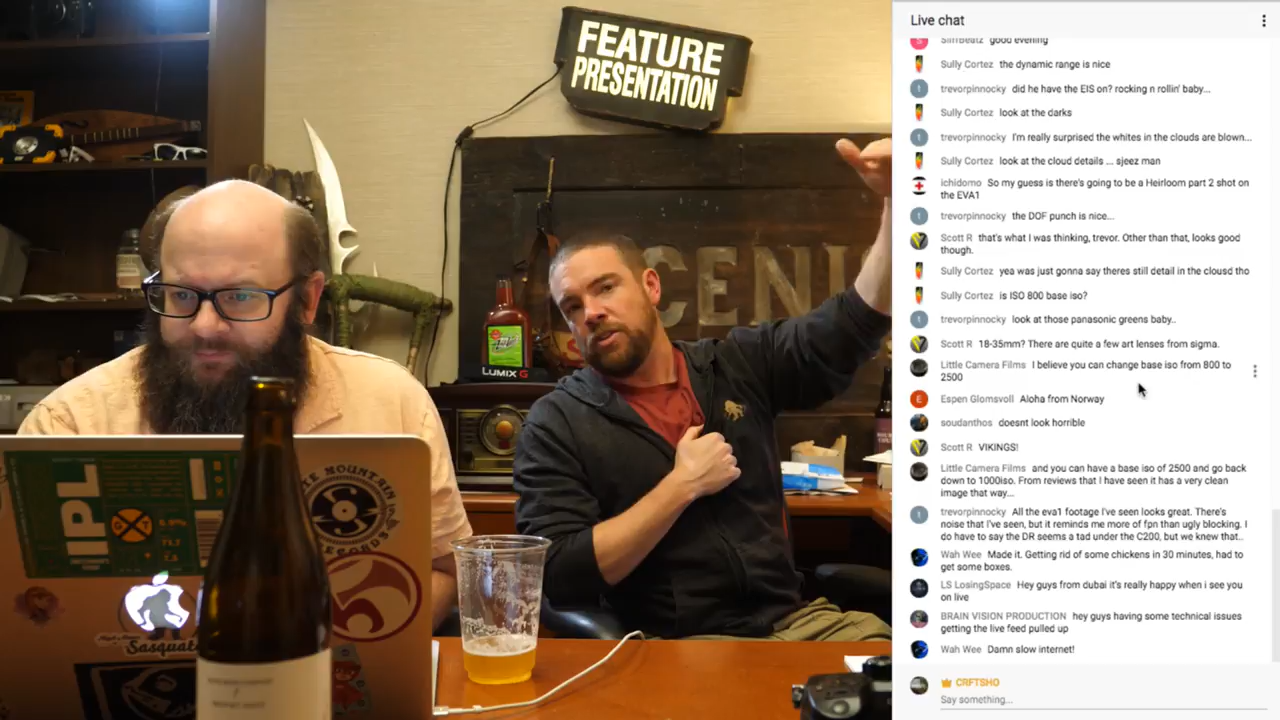 FEATURE
PRESENTATION
SCENI
LUMIX G
IPL
MOUNTAIN
RECORDS
Sasquatc
Live chat
SimBeatz good evening
Sully Cortez the dynamic range is nice
trevorpinnocky did he have the EIS on? rocking n rollin' baby...
Sully Cortez look at the darks
trevorpinnocky I'm really surprised the whites in the clouds are blown...
Sully Cortez look at the cloud details ... sjeez man
ichidomo So my guess is there's going to be a Heirloom part 2 shot on
the EVA1
trevorpinnocky the DOF punch is nice...
Scott R that's what I was thinking, trevor. Other than that, looks good
though.
Sully Cortez yea was just gonna say theres still detail in the clousd tho
Sully Cortez is ISO 800 base iso?
trevorpinnocky look at those panasonic greens baby..
Scott R 18-35mm? There are quite a few art lenses from sigma.
Little Camera Films I believe you can change base iso from 800 to
2500
E Espen Glomsvoll Aloha from Norway
soudanthos doesnt look horrible
Scott R VIKINGS!
Little Camera Films and you can have a base iso of 2500 and go back
down to 1000iso. From reviews that I have seen it has a very clean
image that way...
trevorpinnocky All the eva1 footage I've seen looks great. There's
noise that I've seen, but it reminds me more of fpn than ugly blocking. I
do have to say the DR seems a tad under the C200, but we knew that..
Wah Wee Made it. Getting rid of some chickens in 30 minutes, had to
get some boxes.
LS LosingSpace Hey guys from dubai it's really happy when i see you
on live
BRAIN VISION PRODUCTION hey guys having some technical issues
getting the live feed pulled up
Wah Wee Damn slow internet!
CRFTSHO
Say something...